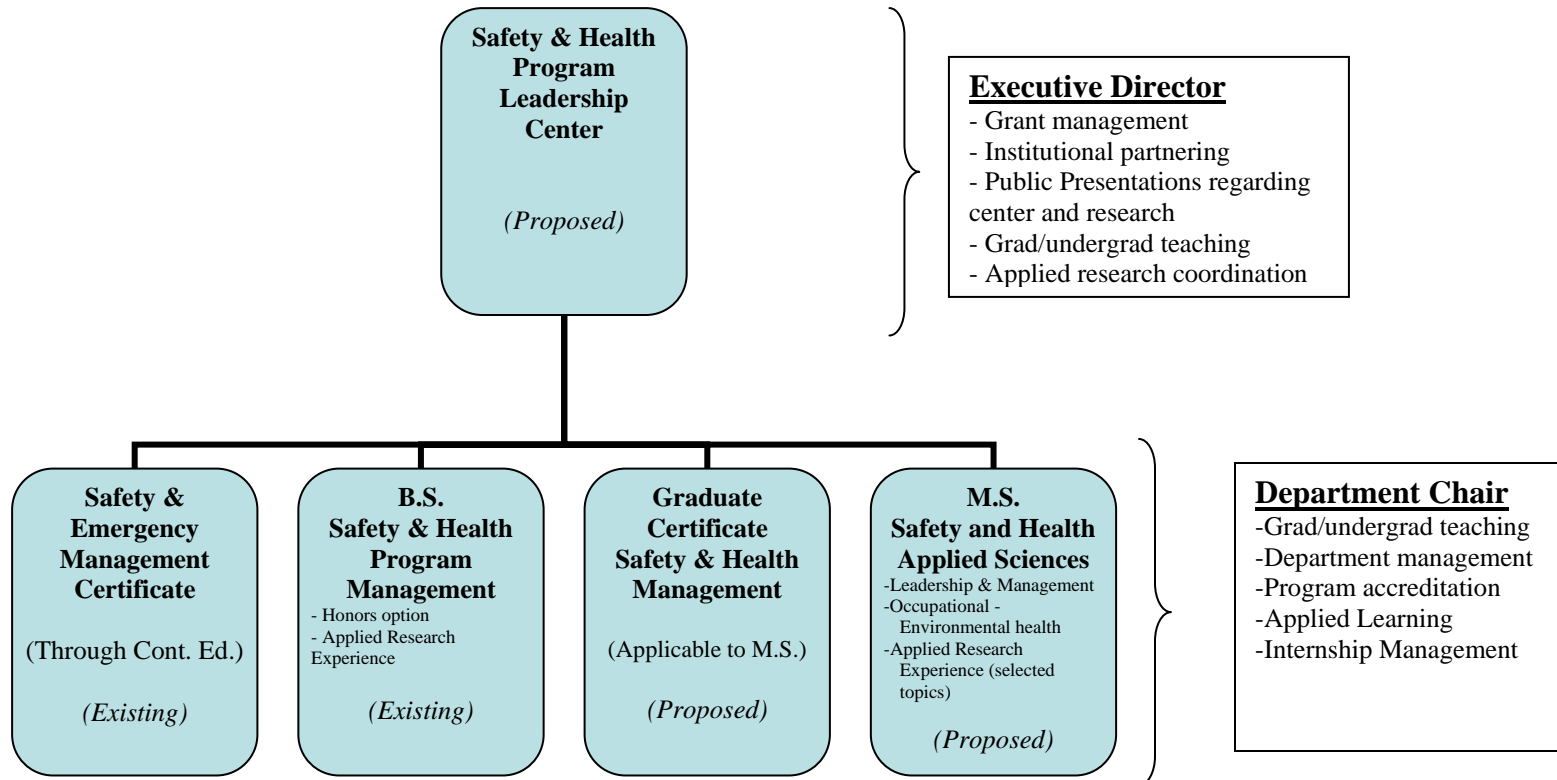 Safety & Health
Program
Leadership
Center
(Proposed)
Executive Director
- Grant management
- Institutional partnering
- Public Presentations regarding
center and research
- Grad/undergrad teaching
- Applied research coordination
Safety &
Emergency
Management
Certificate
(Through Cont. Ed.)
(Existing)
B.S.
Safety & Health
Program
Management
- Honors option
- Applied Research
Experience
(Existing)
Graduate
Certificate
Safety & Health
Management
(Applicable to M.S.)
(Proposed)
M.S.
Safety and Health
Applied Sciences
-Leadership & Management
-Occupational -
Environmental health
-Applied Research
Experience (selected
topics)
(Proposed)
Department Chair
-Grad/undergrad teaching
-Department management
-Program accreditation
-Applied Learning
-Internship Management